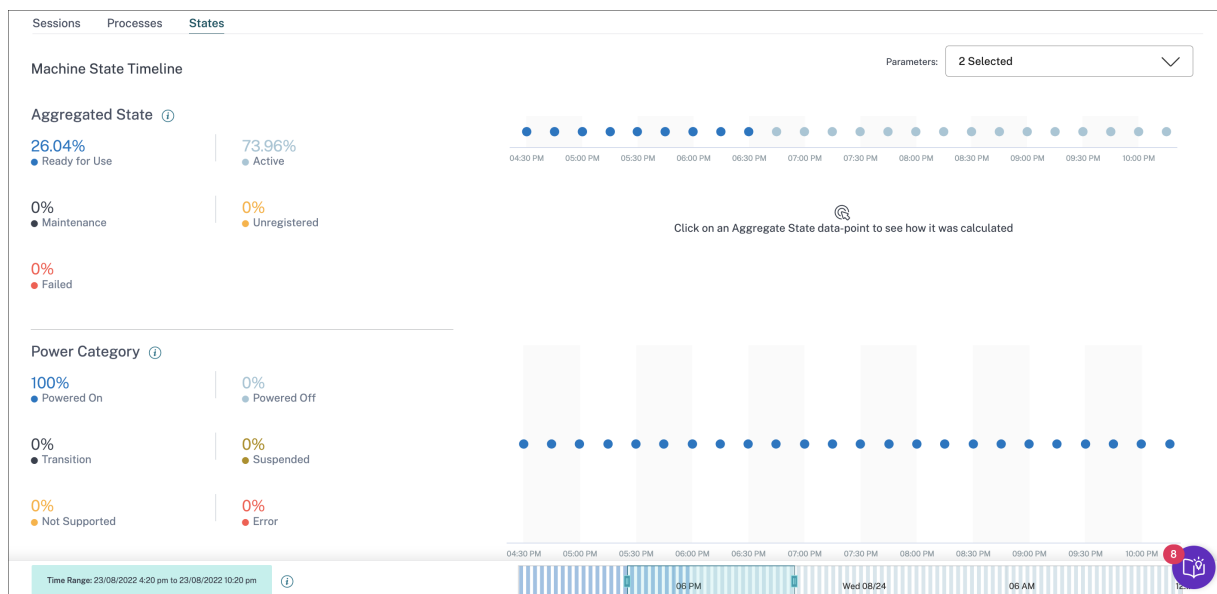 Sessions Processes States
Machine State Timeline
Parameters: 2 Selected
Aggregated State i
26.04% 73.96%
Ready for Use Active
04:30 PM 05:00 PM 05:30 PM 06:00 PM 06:30 PM 07:00 PM 07:30 PM 08:00 PM 08:30 PM 09:00 PM 09:30 PM 10:00 PM
0% 0%
Maintenance Unregistered
Click on an Aggregate State data-point to see how it was calculated
0%
Failed
Power Category i
100% 0%
Powered On Powered Off
0% 0%
Transition Suspended
0% 0%
Not Supported Error
04:30 PM 05:00 PM 05:30 PM 06:00 PM 06:30 PM 07:00 PM 07:30 PM 08:00 PM 08:30 PM 09:00 PM 09:30 PM 10:00 PM
8
Time Range: 23/08/2022 4:20 pm to 23/08/2022 10:20 pm i
06 PM Wed 08/24 06 AM